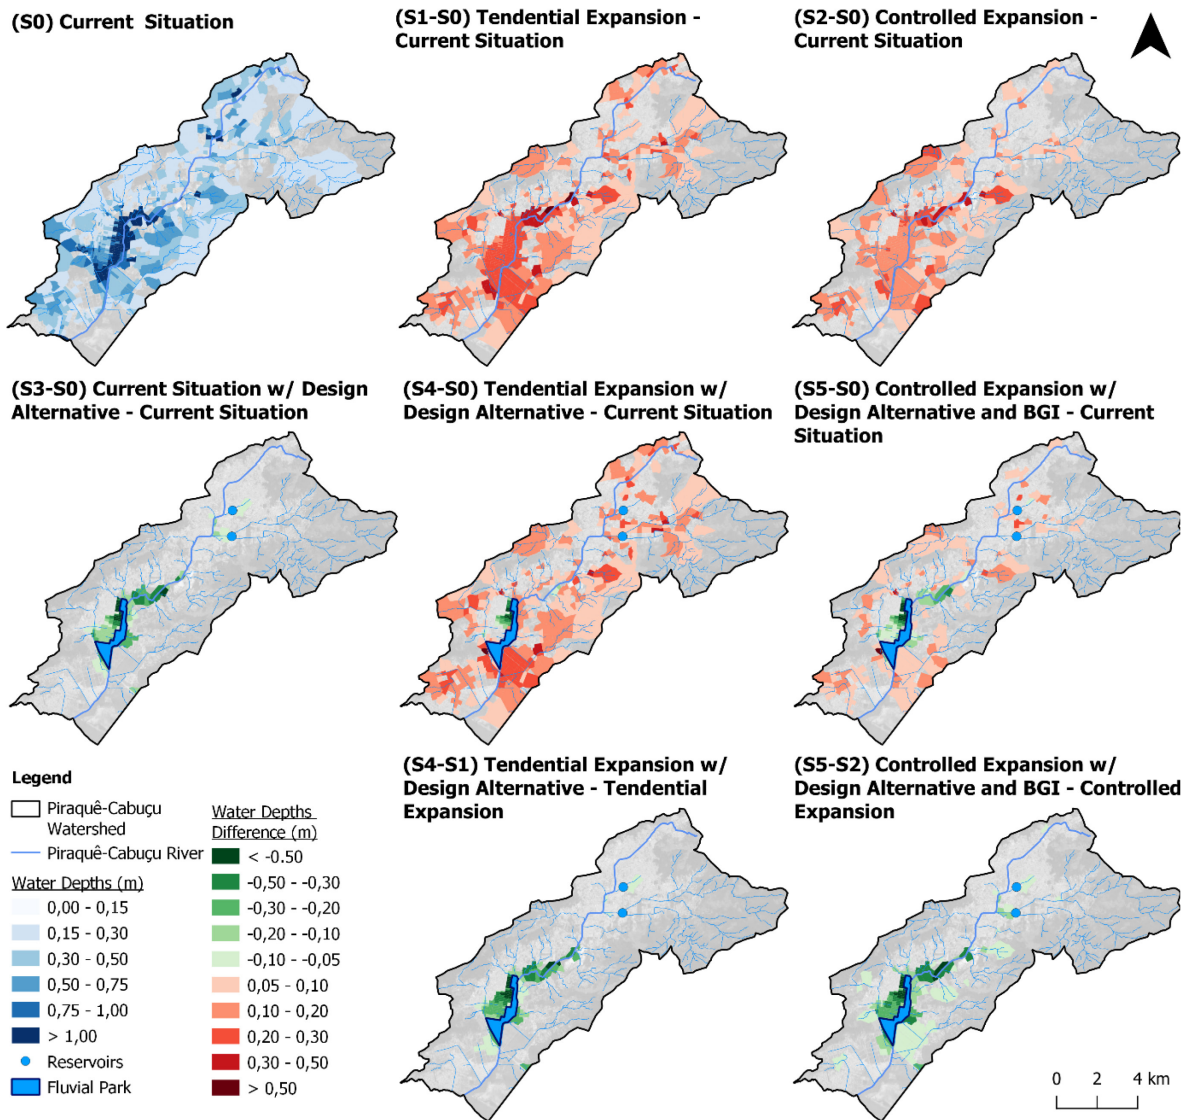 (S0) Current  Situation
(S1-S0) Tendential Expansion -
Current Situation
(S2-S0) Controlled Expansion -
Current Situation
(S3-S0) Current Situation w/ Design
Alternative - Current Situation
(S4-S0) Tendential Expansion w/
Design Alternative - Current Situation
(S5-S0) Controlled Expansion w/
Design Alternative and BGI - Current
Situation
(S4-S1) Tendential Expansion w/
Design Alternative - Tendential
Expansion
(S5-S2) Controlled Expansion w/
Design Alternative and BGI - Controlled
Expansion
Legend
Piraquê-Cabuçu
Watershed
Piraquê-Cabuçu River
Water Depths (m)
0,00 - 0,15
0,15 - 0,30
0,30 - 0,50
0,50 - 0,75
0,75 - 1,00
> 1,00
Reservoirs
Fluvial Park
Water Depths
Difference (m)
< -0.50
-0,50 - -0,30
-0,30 - -0,20
-0,20 - -0,10
-0,10 - -0,05
0,05 - 0,10
0,10 - 0,20
0,20 - 0,30
0,30 - 0,50
> 0,50
0 2 4 km